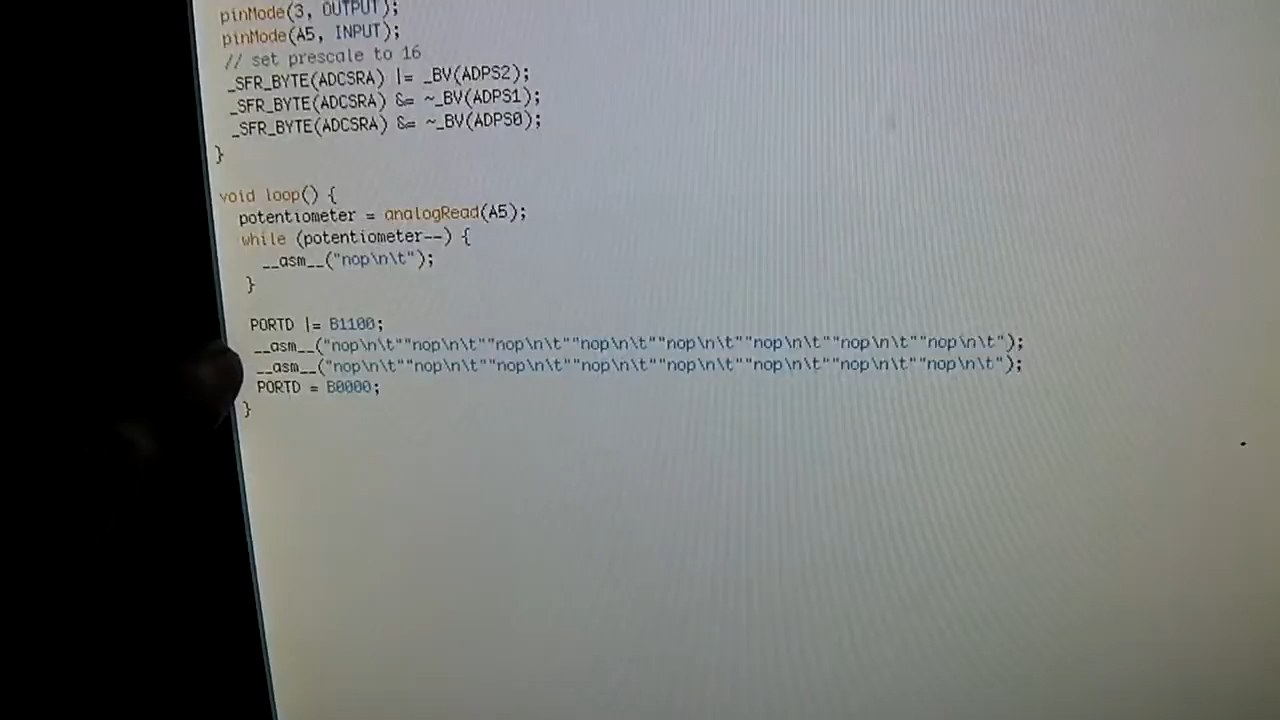 pinMode(3, OUTPUT);
pinMode(A5, INPUT);
// set prescale to 16
_SFR_BYTE(ADCSRA) |= _BV(ADPS2);
_SFR_BYTE(ADCSRA) &= ~_BV(ADPS1);
_SFR_BYTE(ADCSRA) &= ~_BV(ADPS0);
}
void loop() {
potentiometer = analogRead(A5);
while (potentiometer--) {
__asm__("nop\n\t");
}
PORTD |= B1100;
__asm__("nop\n\t""nop\n\t""nop\n\t""nop\n\t""nop\n\t""nop\n\t""nop\n\t""nop\n\t");
__asm__("nop\n\t""nop\n\t""nop\n\t""nop\n\t""nop\n\t""nop\n\t""nop\n\t""nop\n\t");
PORTD = B0000;
}